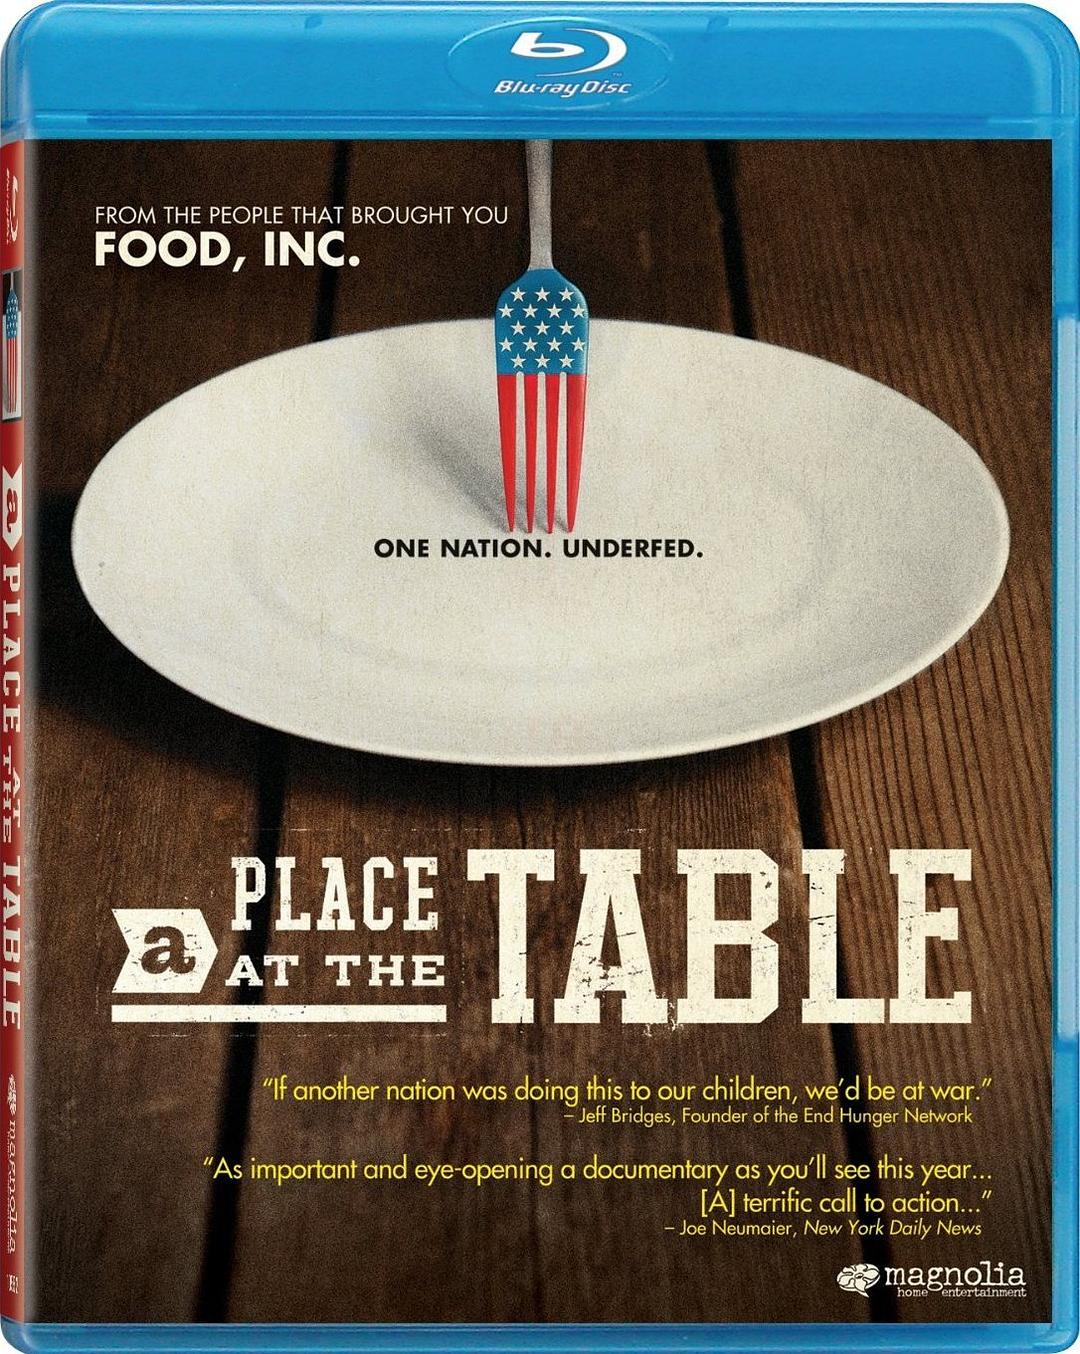 Blu-ray Disc
FROM THE PEOPLE THAT BROUGHT YOU
FOOD, INC.
ONE NATION. UNDERFED.
a PLACE
AT THE
TABLE
“If another nation was doing this to our children, we’d be at war.”
– Jeff Bridges, Founder of the End Hunger Network
“As important and eye-opening a documentary as you’ll see this year...
[A] terrific call to action...”
– Joe Neumaier, New York Daily News
magnolia
home entertainment
a PLACE AT THE TABLE
magnolia